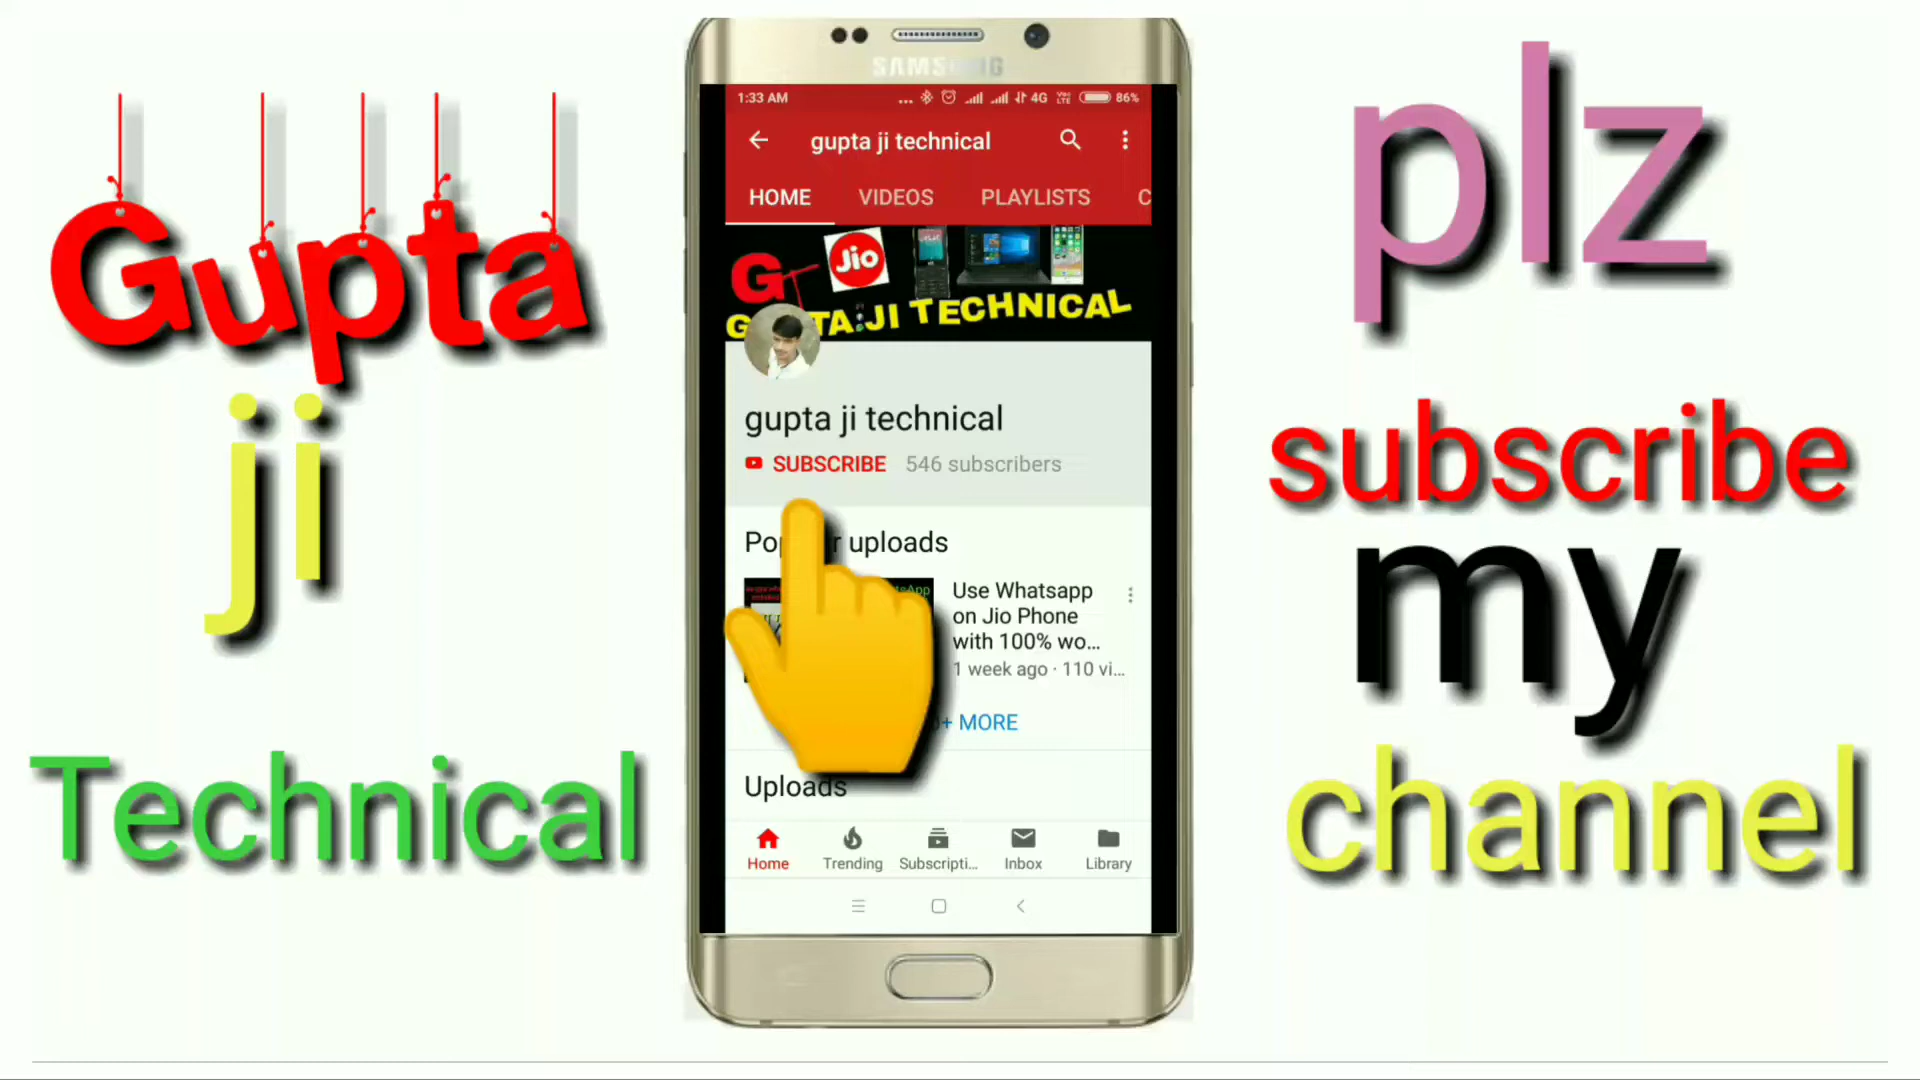 Gupta
ji
Technical
SAMSUNG
1:33 AM
4G
86%
gupta ji technical
HOME VIDEOS PLAYLISTS C
G
Jio
JI TECHNICAL
gupta ji technical
SUBSCRIBE 546 subscribers
uploads
Use Whatsapp
on Jio Phone
with 100% wo...
1 week ago · 110 vi...
+ MORE
Uploads
Home Trending Subscripti... Inbox Library
plz
subscribe
my
channel